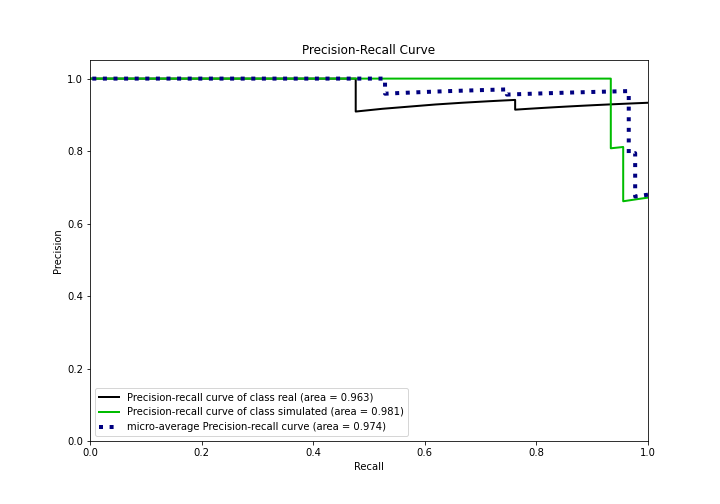 Precision-Recall Curve
1.0
0.8
0.6
0.4
0.2
0.0
Precision
Precision-recall curve of class real (area = 0.963)
Precision-recall curve of class simulated (area = 0.981)
micro-average Precision-recall curve (area = 0.974)
0.0 0.2 0.4 0.6 0.8 1.0
Recall